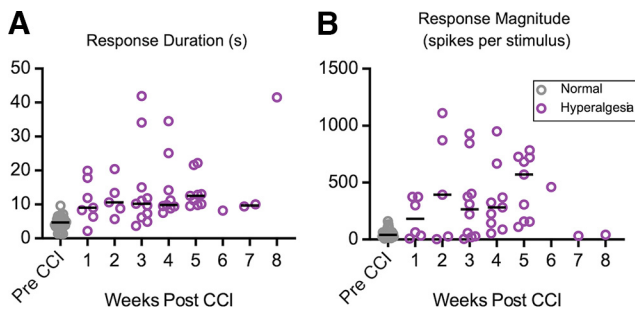 A
Response Duration (s)
50
40
30
20
10
0
Pre CCI
1 2 3 4 5 6 7 8
Weeks Post CCI
B
Response Magnitude
(spikes per stimulus)
1500
1000
500
0
Normal
Hyperalgesia
Pre CCI
1 2 3 4 5 6 7 8
Weeks Post CCI